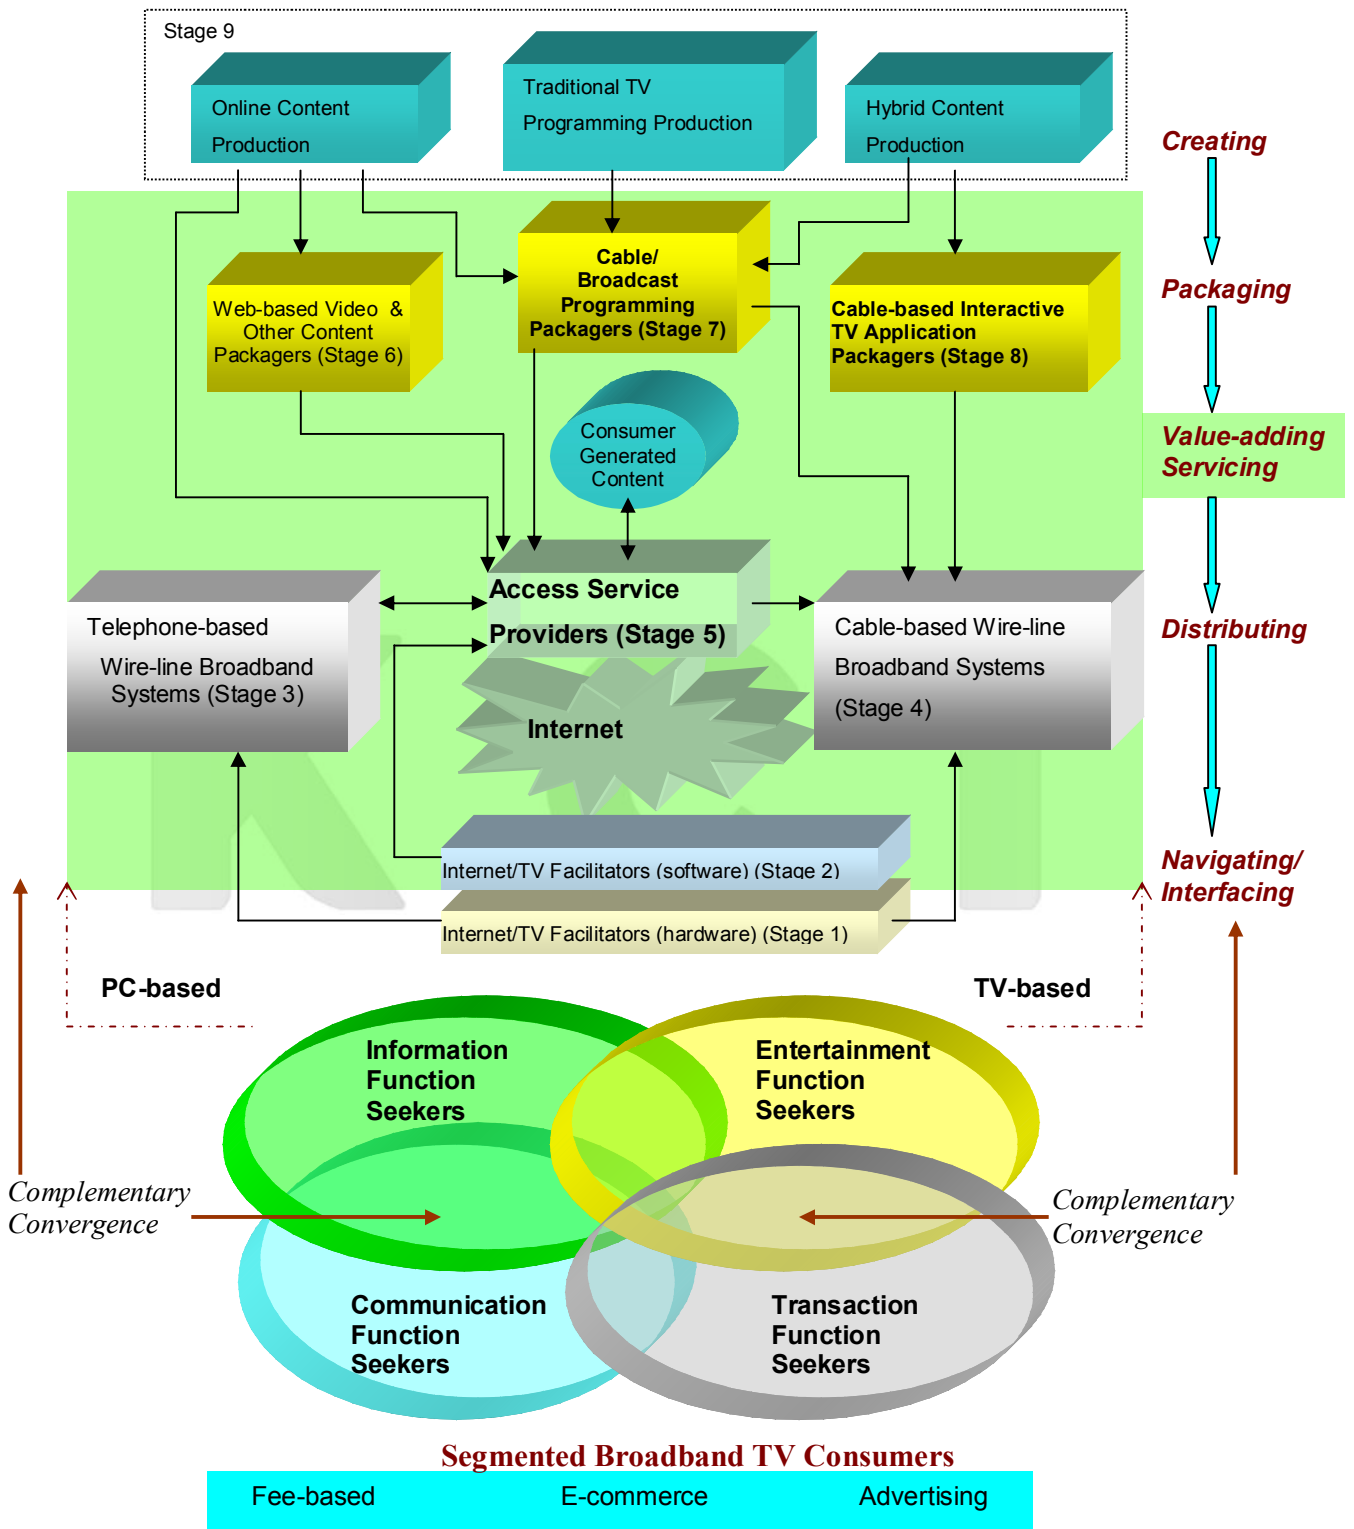 Stage 9
Online Content
Production
Traditional TV
Programming Production
Hybrid Content
Production
Creating
Cable/
Broadcast
Programming
Packagers (Stage 7)
Web-based Video & 
Other Content
Packagers (Stage 6)
Cable-based Interactive
TV Application
Packagers (Stage 8)
Packaging
Consumer
Generated
Content
Value-adding
Servicing
Access Service
Providers (Stage 5)
Telephone-based
Wire-line Broadband
Systems (Stage 3)
Cable-based Wire-line
Broadband Systems
(Stage 4)
Distributing
Internet
Internet/TV Facilitators (software) (Stage 2)
Internet/TV Facilitators (hardware) (Stage 1)
Navigating/
Interfacing
PC-based
TV-based
Information
Function
Seekers
Entertainment
Function
Seekers
Complementary
Convergence
Complementary
Convergence
Communication
Function
Seekers
Transaction
Function
Seekers
Segmented Broadband TV Consumers
Fee-based
E-commerce
Advertising